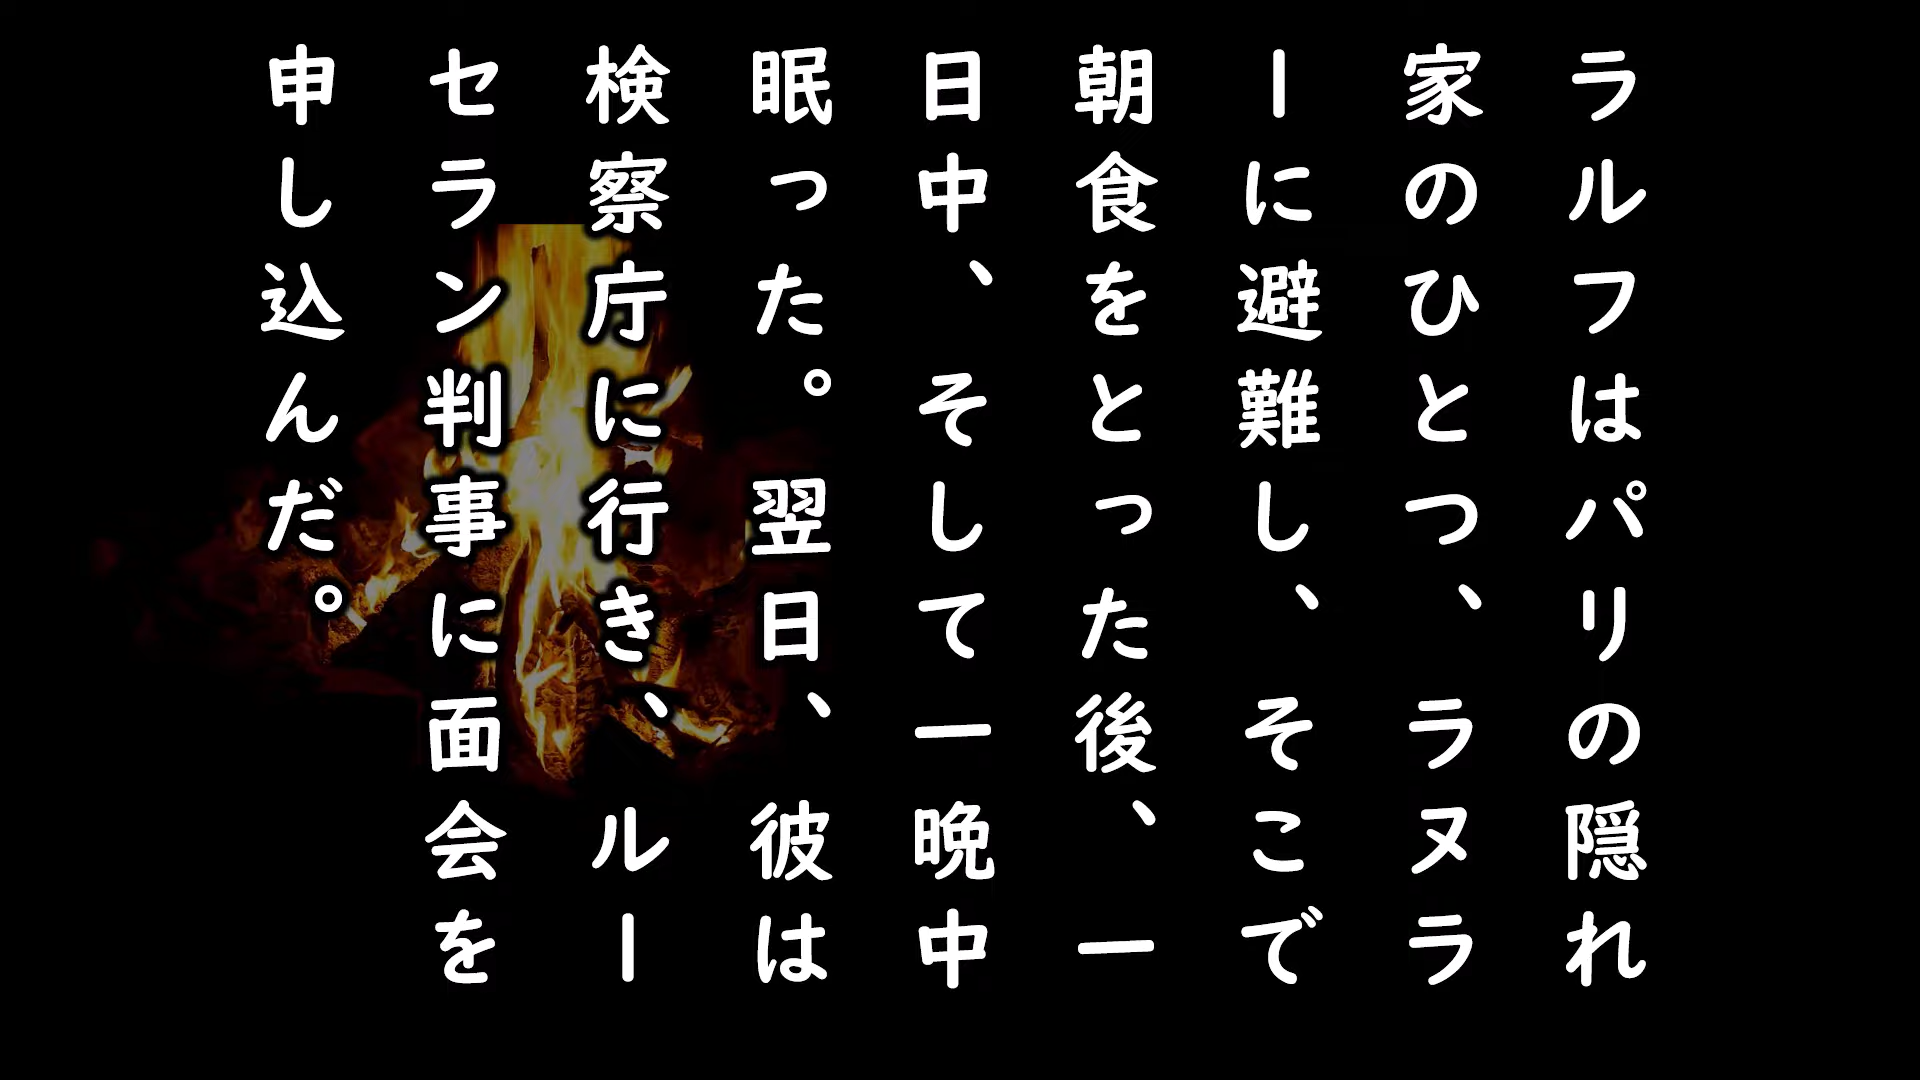 ラルフはパリの隠れ
家のひとつ、ラヌラ
ーに避難し、そこで
朝食をとった後、一
日中、そして一晩中
眠った。翌日、彼は
検察庁に行き、ルー
セラン判事に面会を
申し込んだ。